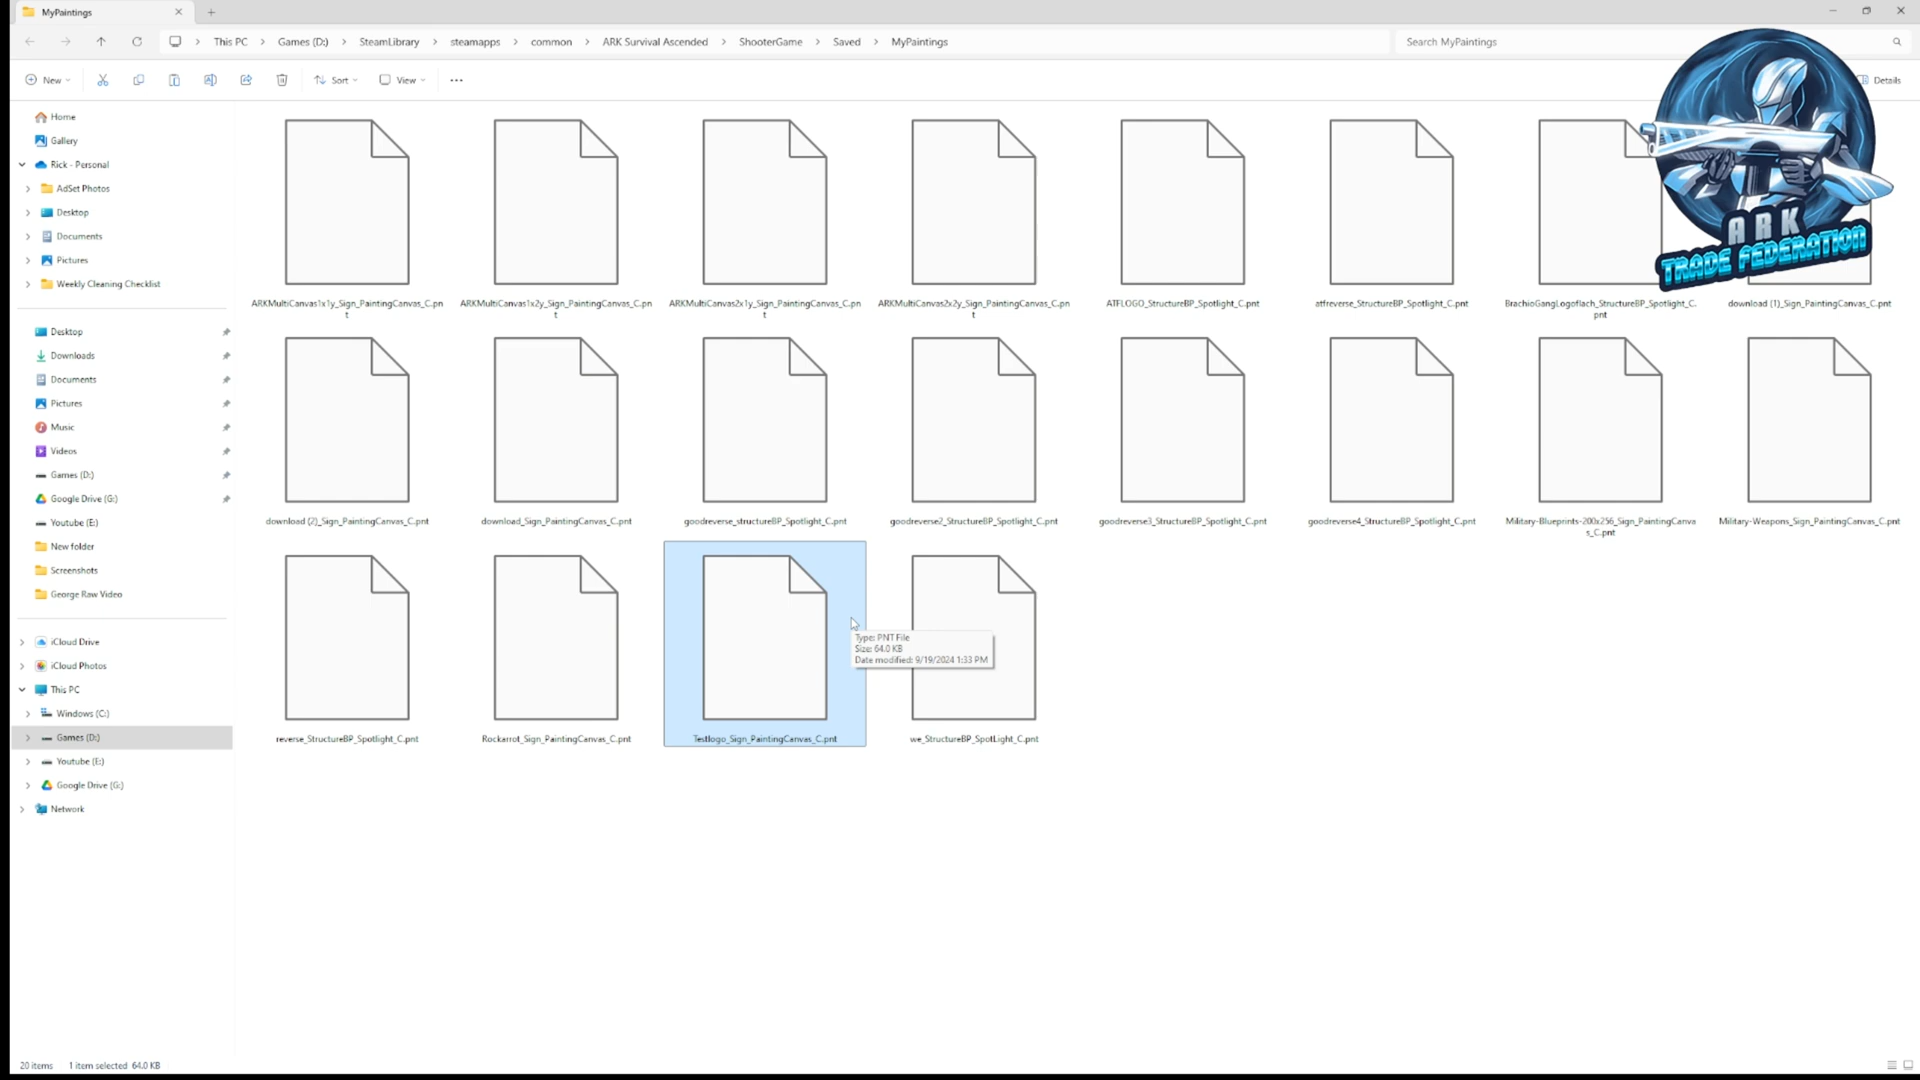 MyPaintings
This PC > Games (D:) > SteamLibrary > steamapps > common > ARK Survival Ascended > ShooterGame > Saved > MyPaintings
Search MyPaintings
New
Sort
View
Details
Home
Gallery
Rick - Personal
AdSet Photos
Desktop
Documents
Pictures
Weekly Cleaning Checklist
Desktop
Downloads
Documents
Pictures
Music
Videos
Games (D:)
Google Drive (G:)
Youtube (E:)
New folder
Screenshots
George Raw Video
iCloud Drive
iCloud Photos
This PC
Windows (C:)
Games (D:)
Youtube (E:)
Google Drive (G:)
Network
ARK
TRADE FEDERATION
ARKMultiCanvas1x1y_Sign_PaintingCanvas_C.pn
t
ARKMultiCanvas1x2y_Sign_PaintingCanvas_C.pn
t
ARKMultiCanvas2x1y_Sign_PaintingCanvas_C.pn
t
ARKMultiCanvas2x2y_Sign_PaintingCanvas_C.pn
t
ATFLOGO_StructureBP_Spotlight_C.pnt
atfreverse_StructureBP_Spotlight_C.pnt
BrachioGangLogoflach_StructureBP_Spotlight_C.
pnt
download (1)_Sign_PaintingCanvas_C.pnt
download (2)_Sign_PaintingCanvas_C.pnt
download_Sign_PaintingCanvas_C.pnt
goodreverse_structureBP_Spotlight_C.pnt
goodreverse2_StructureBP_Spotlight_C.pnt
goodreverse3_StructureBP_Spotlight_C.pnt
goodreverse4_StructureBP_Spotlight_C.pnt
Military-Blueprints-200x256_Sign_PaintingCanva
s_C.pnt
Military-Weapons_Sign_PaintingCanvas_C.pnt
reverse_StructureBP_Spotlight_C.pnt
Rockarrot_Sign_PaintingCanvas_C.pnt
Testlogo_Sign_PaintingCanvas_C.pnt
we_StructureBP_SpotLight_C.pnt
Type: PNT File
Size: 64.0 KB
Date modified: 9/19/2024 1:33 PM
20 items
1 item selected 64.0 KB